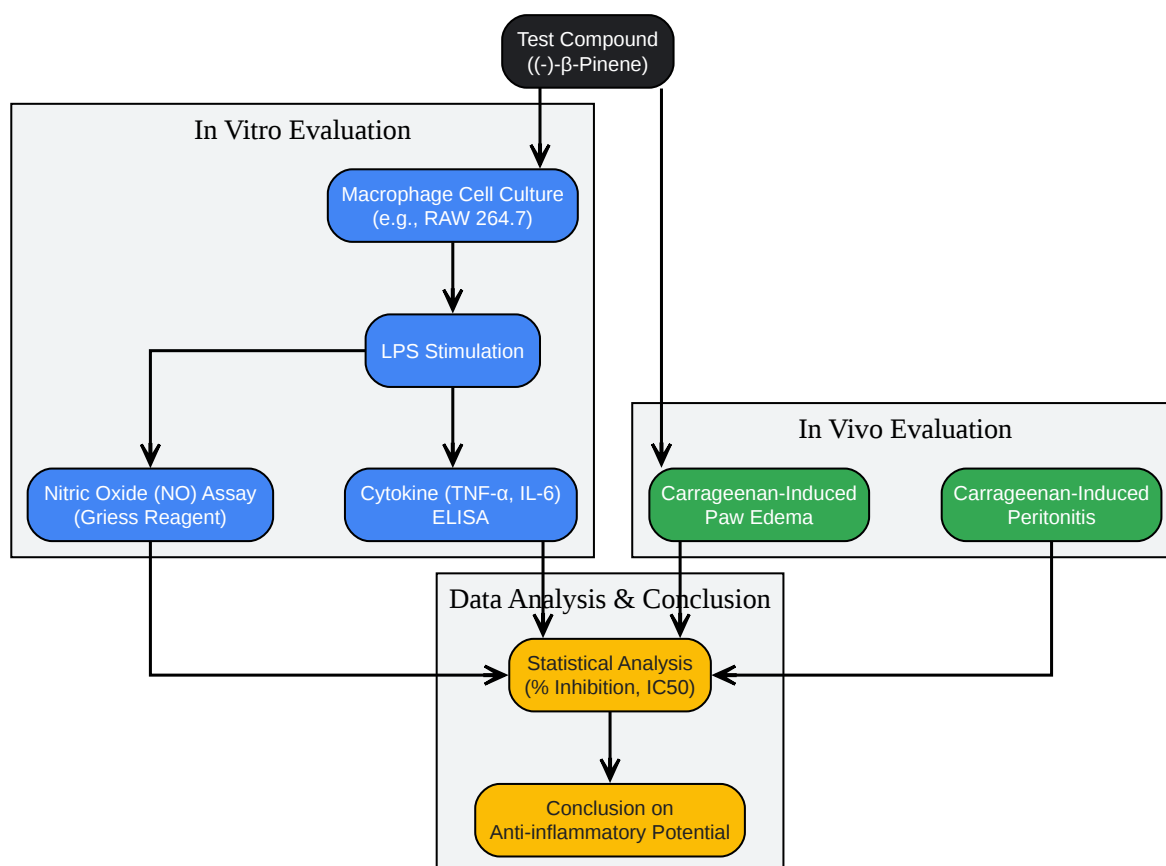 Test Compound
((-)-β-Pinene)
In Vitro Evaluation
Macrophage Cell Culture
(e.g., RAW 264.7)
LPS Stimulation
Nitric Oxide (NO) Assay
(Griess Reagent)
Cytokine (TNF-α, IL-6)
ELISA
In Vivo Evaluation
Carrageenan-Induced
Paw Edema
Carrageenan-Induced
Peritonitis
Data Analysis & Conclusion
Statistical Analysis
(% Inhibition, IC50)
Conclusion on
Anti-inflammatory Potential